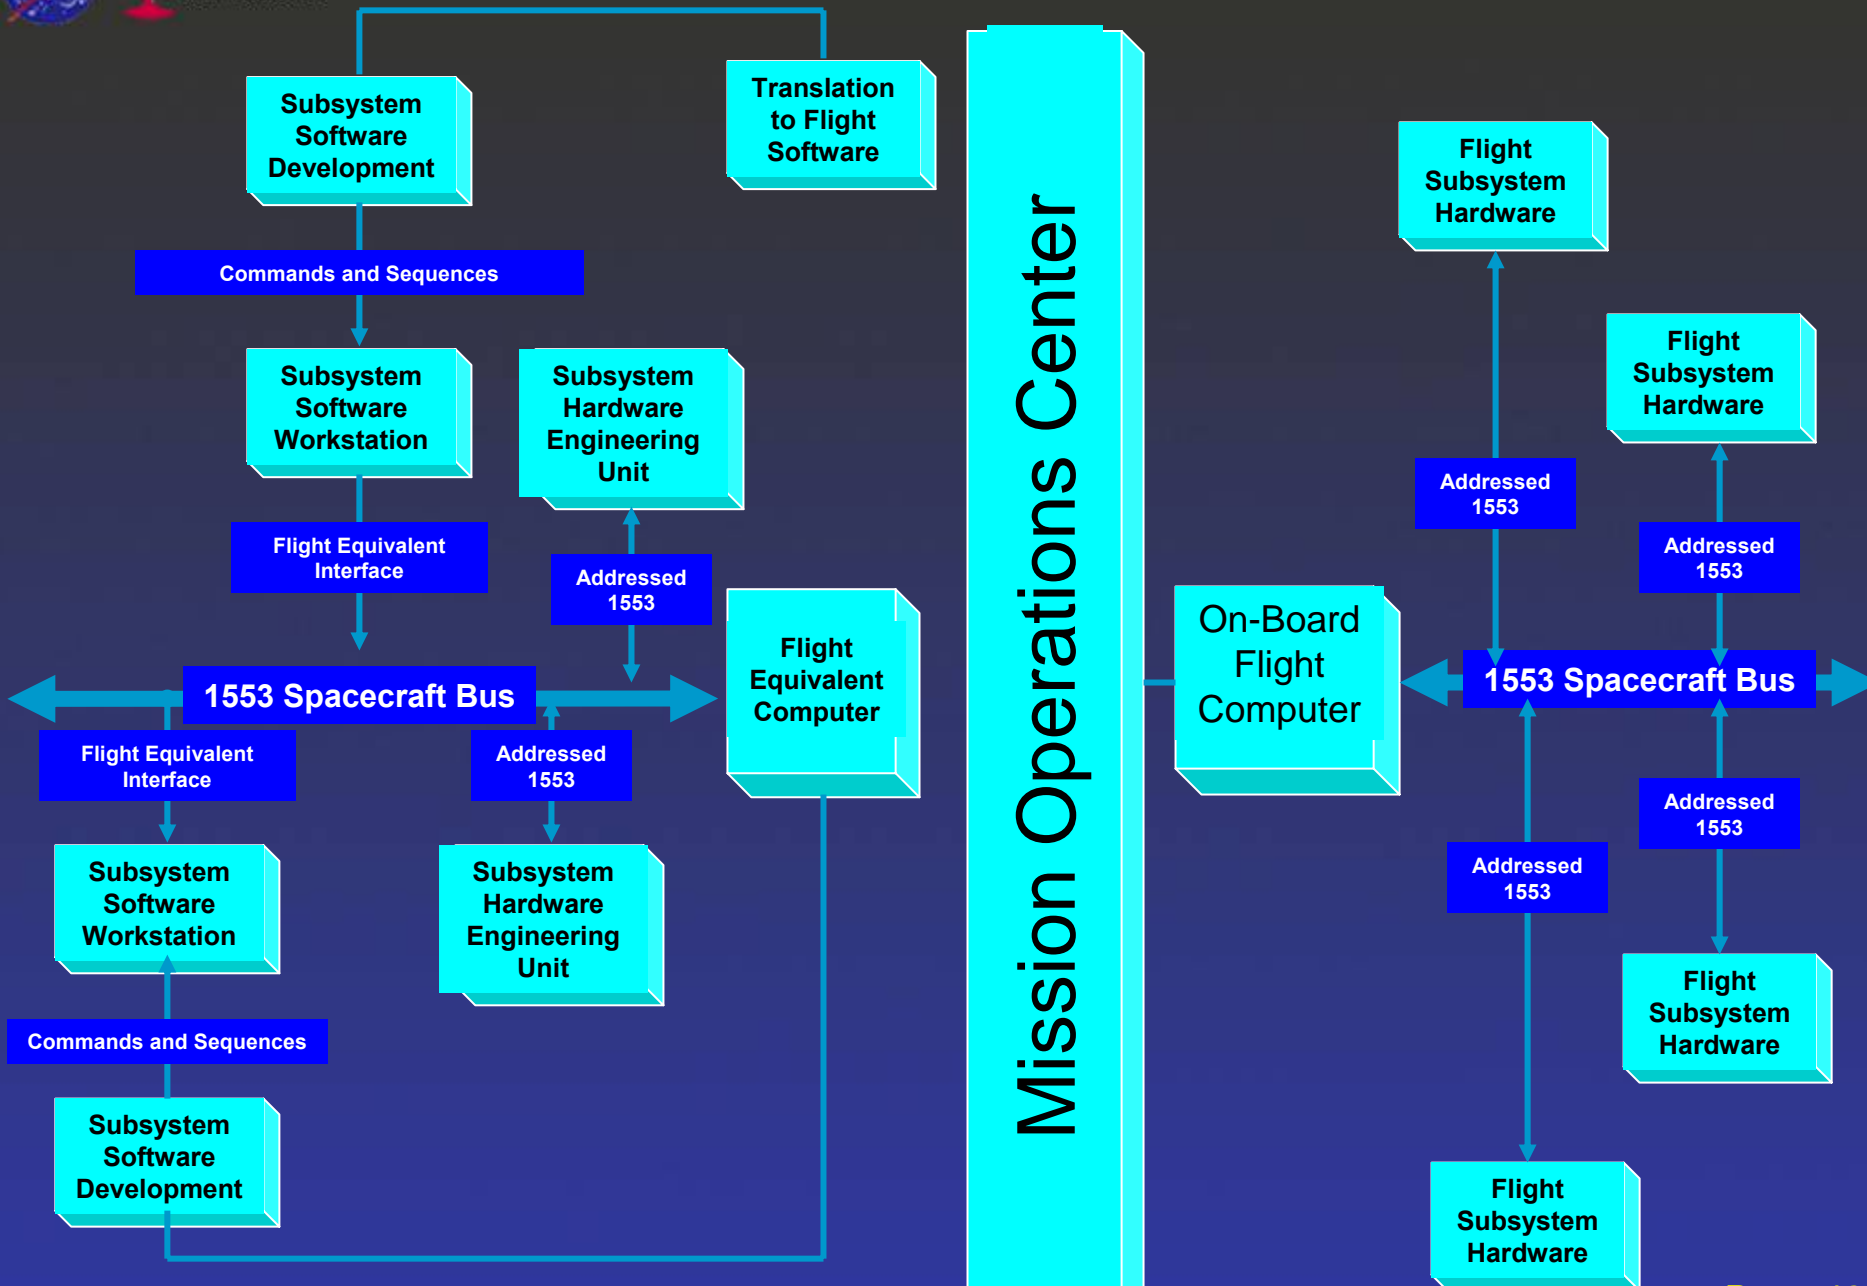 Subsystem
Software
Development
Translation
to Flight
Software
Commands and Sequences
Subsystem
Software
Workstation
Subsystem
Hardware
Engineering
Unit
Flight Equivalent
Interface
Addressed
1553
1553 Spacecraft Bus
Flight
Equivalent
Computer
Flight Equivalent
Interface
Addressed
1553
Subsystem
Software
Workstation
Subsystem
Hardware
Engineering
Unit
Commands and Sequences
Subsystem
Software
Development
Mission Operations Center
On-Board
Flight
Computer
Flight
Subsystem
Hardware
Flight
Subsystem
Hardware
Addressed
1553
Addressed
1553
1553 Spacecraft Bus
Addressed
1553
Addressed
1553
Flight
Subsystem
Hardware
Flight
Subsystem
Hardware